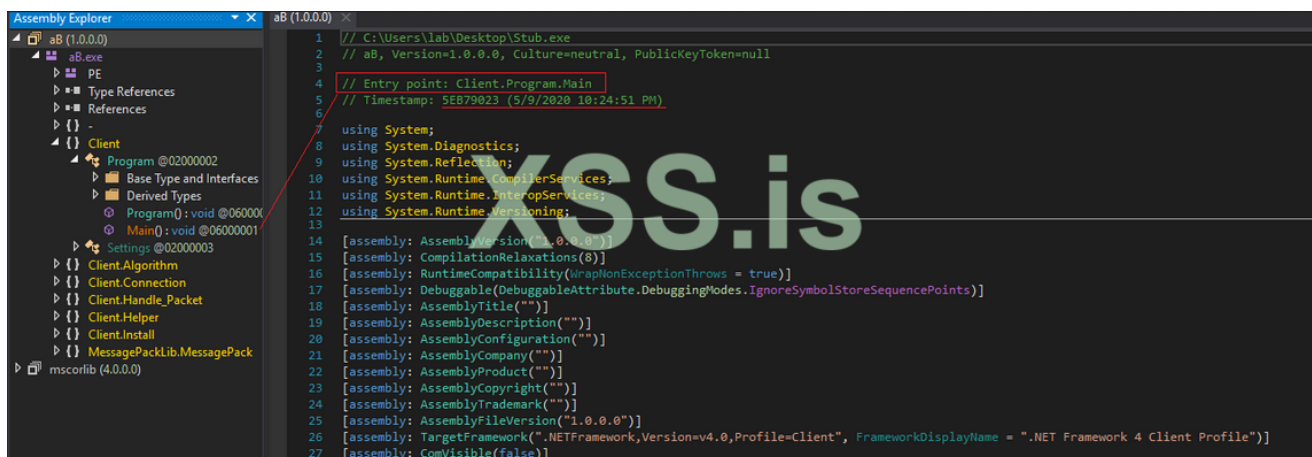 Assembly Explorer
aB (1.0.0.0)
aB.exe
PE
Type References
References
{ } -
{ } Client
Program @02000002
Base Type and Interfaces
Derived Types
Program() : void @06000
Main() : void @06000001
Settings @02000003
{ } Client.Algorithm
{ } Client.Connection
{ } Client.Handle_Packet
{ } Client.Helper
{ } Client.Install
{ } MessagePackLib.MessagePack
mscorlib (4.0.0.0)
aB (1.0.0.0)
1 // C:\Users\lab\Desktop\Stub.exe
2 // aB, Version=1.0.0.0, Culture=neutral, PublicKeyToken=null
3
4 // Entry point: Client.Program.Main
5 // Timestamp: 5EB79023 (5/9/2020 10:24:51 PM)
6
7 using System;
8 using System.Diagnostics;
9 using System.Reflection;
10 using System.Runtime.CompilerServices;
11 using System.Runtime.InteropServices;
12 using System.Runtime.Versioning;
13
14 [assembly: AssemblyVersion("1.0.0.0")]
15 [assembly: CompilationRelaxations(8)]
16 [assembly: RuntimeCompatibility(WrapNonExceptionThrows = true)]
17 [assembly: Debuggable(DebuggableAttribute.DebuggingModes.IgnoreSymbolStoreSequencePoints)]
18 [assembly: AssemblyTitle("")]
19 [assembly: AssemblyDescription("")]
20 [assembly: AssemblyConfiguration("")]
21 [assembly: AssemblyCompany("")]
22 [assembly: AssemblyProduct("")]
23 [assembly: AssemblyCopyright("")]
24 [assembly: AssemblyTrademark("")]
25 [assembly: AssemblyFileVersion("1.0.0.0")]
26 [assembly: TargetFramework(".NETFramework,Version=v4.0,Profile=Client", FrameworkDisplayName = ".NET Framework 4 Client Profile")]
27 [assembly: ComVisible(false)]
XSS.is